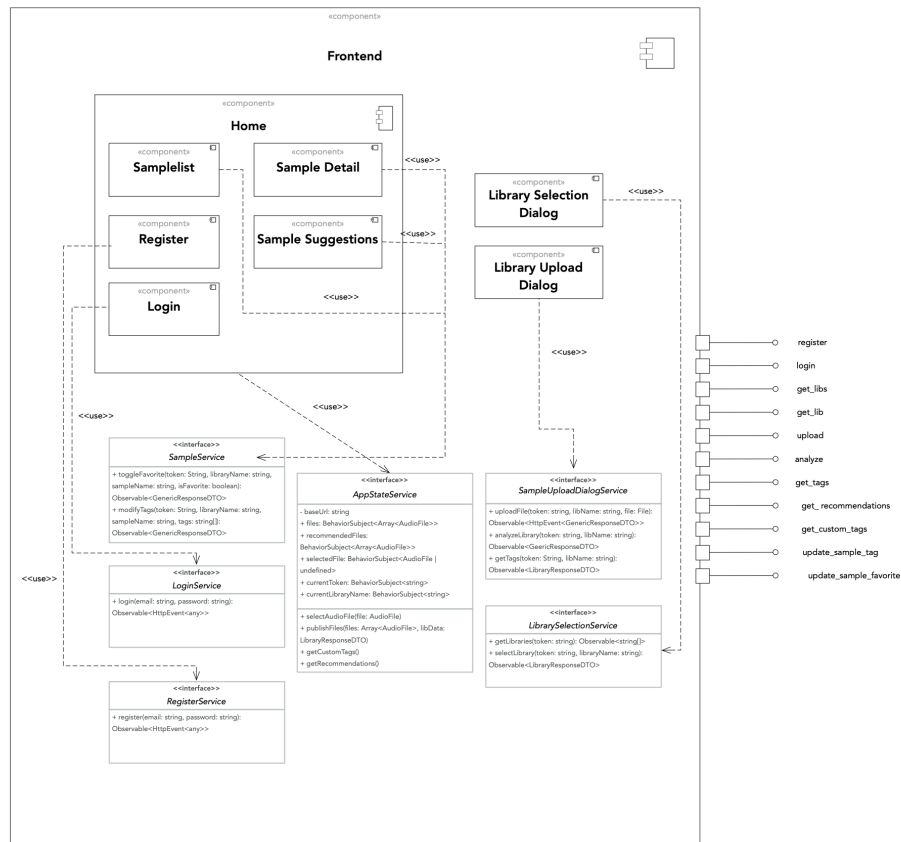 «component»
Frontend
«component»
Home
«component»
Samplelist
«component»
Sample Detail
<<use>>
«component»
Register
«component»
Sample Suggestions
<<use>>
«component»
Login
<<use>>
«component»
Library Selection
Dialog
<<use>>
«component»
Library Upload
Dialog
<<use>>
<<use>>
<<use>>
<<use>>
<<interface>>
SampleService
+ toggleFavorite(token: String, libraryName: string,
sampleName: string, isFavorite: boolean):
Observable<GenericResponseDTO>
+ modifyTags(token: String, libraryName: string,
sampleName: string, tags: string[]):
Observable<GenericResponseDTO>
<<interface>>
LoginService
+ login(email: string, password: string):
Observable<HttpEvent<any>>
<<interface>>
RegisterService
+ register(email: string, password: string):
Observable<HttpEvent<any>>
<<interface>>
AppStateService
- baseUrl: string
+ files: BehaviorSubject<Array<AudioFile>>
+ recommendedFiles:
BehaviorSubject<Array<AudioFile>>
+ selectedFile: BehaviorSubject<AudioFile |
undefined>
+ currentToken: BehaviorSubject<string>
+ currentLibraryName: BehaviorSubject<string>
+ selectAudioFile(file: AudioFile)
+ publishFiles(files: Array<AudioFile>, libData:
LibraryResponseDTO)
+ getCustomTags()
+ getRecommendations()
<<interface>>
SampleUploadDialogService
+ uploadFile(token: string, libName: string, file: File):
Observable<HttpEvent<GenericResponseDTO>>
+ analyzeLibrary(token: String, libName: string):
Observable<GeericResponseDTO>
+ getTags(token: String, libName: string):
Observable<LibraryResponseDTO>
<<interface>>
LibrarySelectionService
+ getLibraries(token: string): Observable<string[]>
+ selectLibrary(token: string, libraryName: string):
Observable<LibraryResponseDTO>
register
login
get_libs
get_lib
upload
analyze
get_tags
get_ recommendations
get_custom_tags
update_sample_tag
update_sample_favorite